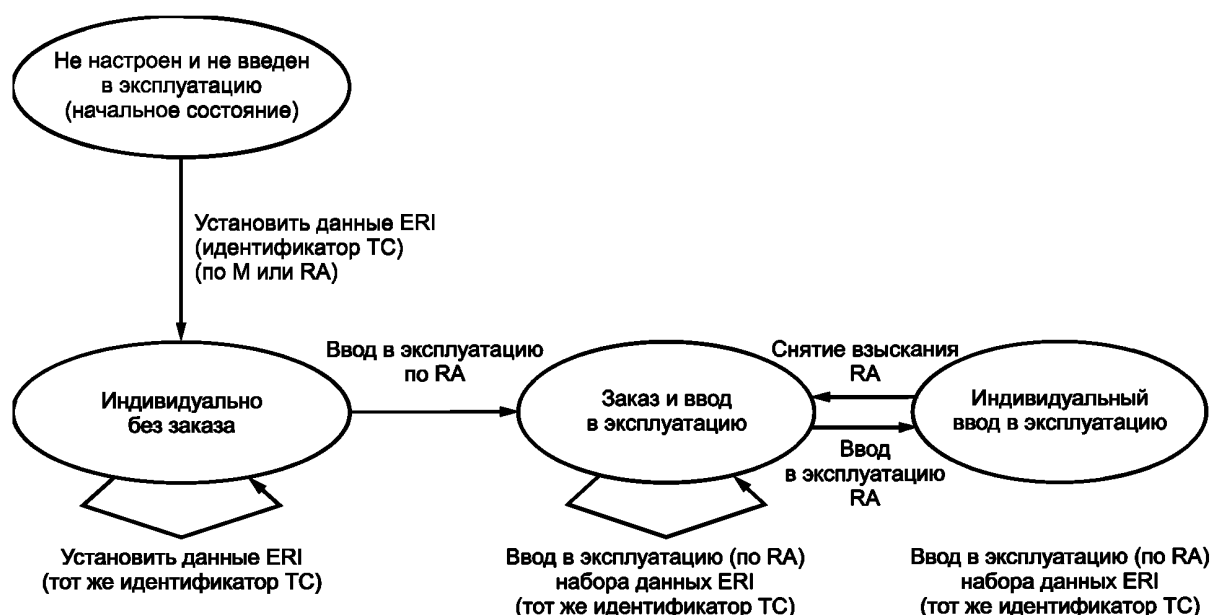 Не настроен и не введен
в эксплуатацию
(начальное состояние)
Установить данные ERI
(идентификатор ТС)
(по М или RA)
Индивидуально
без заказа
Ввод в эксплуатацию
по RA
Заказ и ввод
в эксплуатацию
Снятие взыскания
RA
Индивидуальный
ввод в эксплуатацию
Ввод
в эксплуатацию
RA
Установить данные ERI
(тот же идентификатор ТС)
Ввод в эксплуатацию (по RA)
набора данных ERI
(тот же идентификатор ТС)
Ввод в эксплуатацию (по RA)
набора данных ERI
(тот же идентификатор ТС)